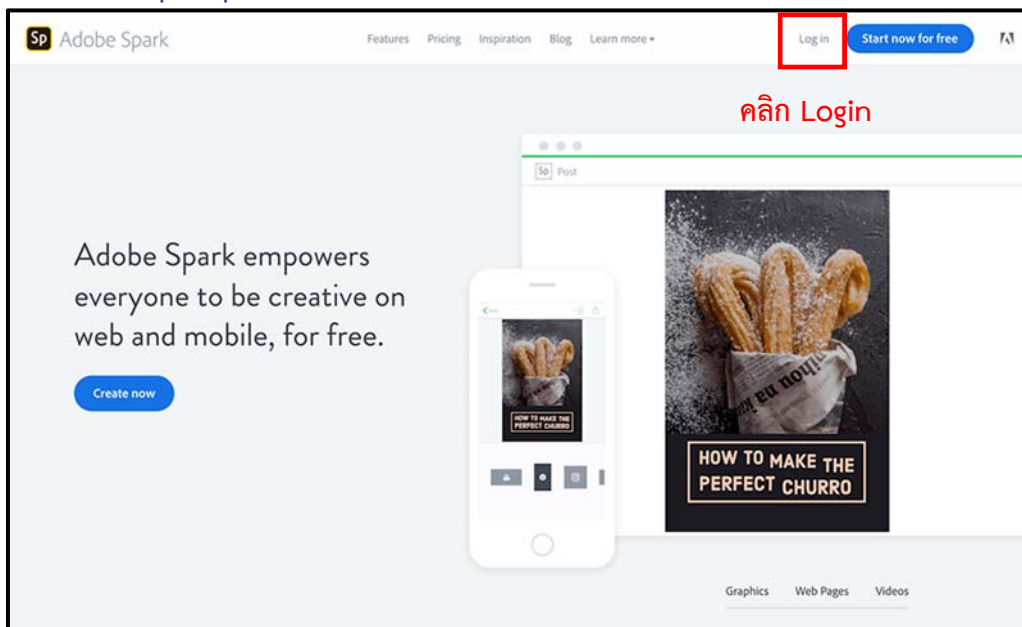 Sp Adobe Spark Features Pricing Inspiration Blog Learn more Log in Start now for free
คลิก Login
Sp Post
Adobe Spark empowers
everyone to be creative on
web and mobile, for free.
Create now
HOW TO MAKE THE
PERFECT CHURRO
HOW TO MAKE THE
PERFECT CHURRO
Graphics Web Pages Videos